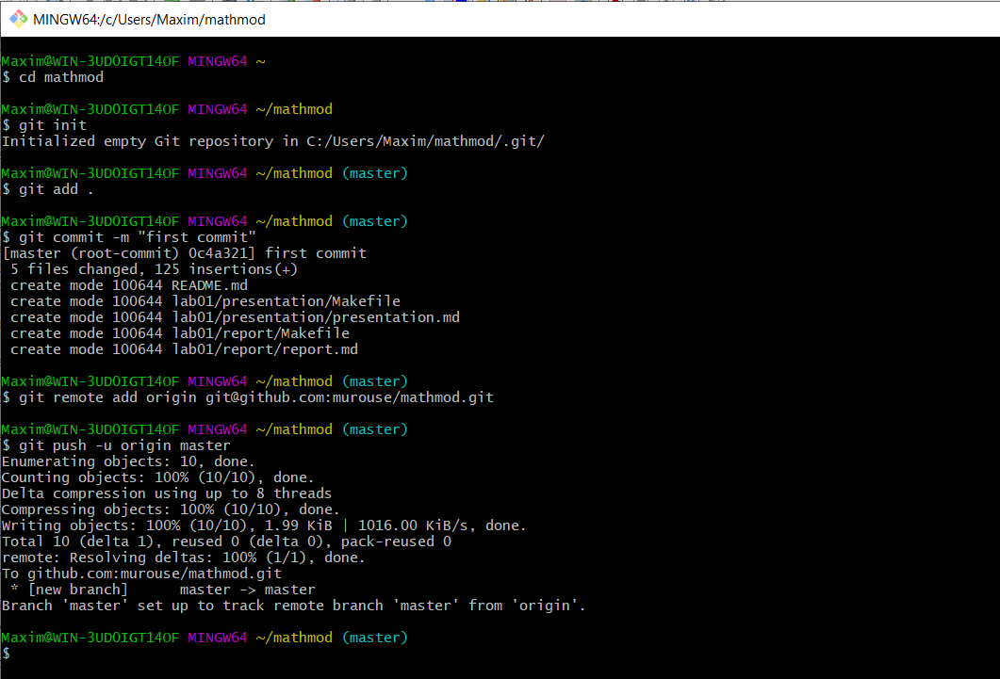 MINGW64:/c/Users/Maxim/mathmod
Maxim@WIN-3UDOIGT14OF MINGW64 ~
$ cd mathmod
Maxim@WIN-3UDOIGT14OF MINGW64 ~/mathmod
$ git init
Initialized empty Git repository in C:/Users/Maxim/mathmod/.git/
Maxim@WIN-3UDOIGT14OF MINGW64 ~/mathmod (master)
$ git add .
Maxim@WIN-3UDOIGT14OF MINGW64 ~/mathmod (master)
$ git commit -m "first commit"
[master (root-commit) 0c4a321] first commit
 5 files changed, 125 insertions(+)
 create mode 100644 README.md
 create mode 100644 lab01/presentation/Makefile
 create mode 100644 lab01/presentation/presentation.md
 create mode 100644 lab01/report/Makefile
 create mode 100644 lab01/report/report.md
Maxim@WIN-3UDOIGT14OF MINGW64 ~/mathmod (master)
$ git remote add origin git@github.com:murouse/mathmod.git
Maxim@WIN-3UDOIGT14OF MINGW64 ~/mathmod (master)
$ git push -u origin master
Enumerating objects: 10, done.
Counting objects: 100% (10/10), done.
Delta compression using up to 8 threads
Compressing objects: 100% (10/10), done.
Writing objects: 100% (10/10), 1.99 KiB | 1016.00 KiB/s, done.
Total 10 (delta 1), reused 0 (delta 0), pack-reused 0
remote: Resolving deltas: 100% (1/1), done.
To github.com:murouse/mathmod.git
 * [new branch]      master -> master
Branch 'master' set up to track remote branch 'master' from 'origin'.
Maxim@WIN-3UDOIGT14OF MINGW64 ~/mathmod (master)
$